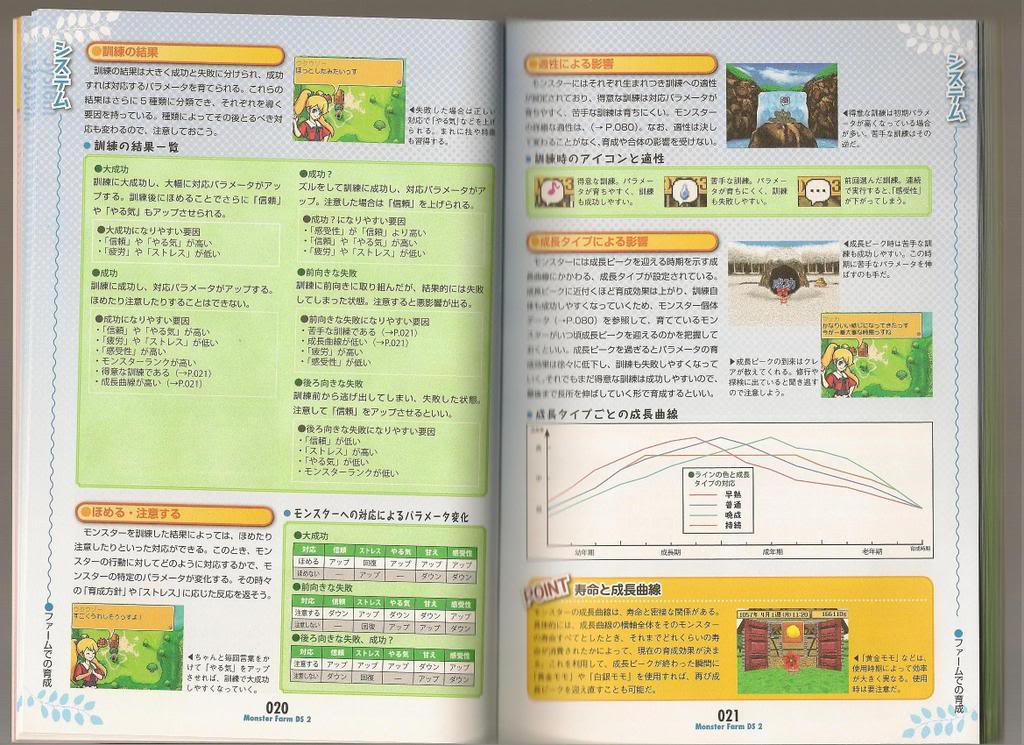 システム
●訓練の結果
訓練の結果は大きく成功と失敗に分けられ、成功
すれば対応するパラメータを育てられる。これらの
結果はさらに5種類に分類でき、それぞれを導く
要因を持っている。種類によってその後とるべき対
応も変わるので、注意しておこう。
ほっとしたみたいっす
◀失敗した場合は正しい
対応で「やる気」などを上げ
られる。まれに技や特徴
も習得する。
●訓練の結果一覧
●大成功
訓練に大成功し、大幅に対応パラメータがアッ
プする。訓練後にほめることでさらに「信頼」
や「やる気」もアップさせられる。
●大成功になりやすい要因
・「信頼」や「やる気」が高い
・「疲労」や「ストレス」が低い
●成功
訓練に成功し、対応パラメータがアップする。
ほめたり注意したりすることはできない。
●成功になりやすい要因
・「信頼」や「やる気」が高い
・「疲労」や「ストレス」が低い
・「感受性」が高い
・モンスターランクが高い
・得意な訓練である(→P.021)
・成長曲線が高い(→P.021)
●成功?
ズルをして訓練に成功し、対応パラメータがア
ップ。注意した場合は「信頼」を上げられる。
●成功?になりやすい要因
・「感受性」が「信頼」より高い
・「信頼」や「やる気」が高い
・「疲労」や「ストレス」が低い
●前向きな失敗
訓練に前向きに取り組んだが、結果的には失敗
してしまった状態。注意すると悪影響が出る。
●前向きな失敗になりやすい要因
・苦手な訓練である(→P.021)
・成長曲線が低い(→P.021)
・「疲労」が高い
・「感受性」が低い
●後ろ向きな失敗
訓練前から逃げ出してしまい、失敗した状態。
注意して「信頼」をアップさせるといい。
●後ろ向きな失敗になりやすい要因
・「信頼」が低い
・「ストレス」が高い
・「やる気」が低い
・モンスターランクが低い
●ほめる・注意する
モンスターを訓練した結果によっては、ほめたり
注意したりといった対応ができる。このとき、モン
スターの行動に対してどのように対応するかで、モ
ンスターの特定のパラメータが変化する。その時々
の「育成方針」や「ストレス」に応じた反応を返そう。
すごくうれしそうっすよ!
◀ちゃんと毎回言葉をか
けて「やる気」をアップ
させれば、訓練で大成功
しやすくなっていく。
●モンスターへの対応によるパラメータ変化
●大成功
対応 信頼 ストレス やる気 甘え 感受性
ほめる アップ 回復 アップ アップ アップ
ほめない アップ ― ダウン ダウン
●前向きな失敗
対応 信頼 ストレス やる気 甘え 感受性
注意する ダウン アップ ダウン ダウン ダウン
注意しない ― 回復 アップ アップ アップ
●後ろ向きな失敗、成功?
対応 信頼 ストレス やる気 甘え 感受性
注意する アップ アップ アップ ダウン アップ
注意しない ダウン 回復 ダウン アップ ダウン
●ファームでの育成
020
Monster Farm DS 2
システム
●適性による影響
モンスターにはそれぞれ生まれつき訓練への適性
が設定されており、得意な訓練は対応パラメータが
育ちやすく、苦手な訓練は育ちにくい。モンスター
の詳細な適性は、(→P.080)。なお、適性は決し
て変わることがなく、育成や合体の影響を受けない。
◀得意な訓練は初期パラメ
ータが高くなっている場合
が多い。苦手な訓練はその
逆だ。
●訓練時のアイコンと適性
得意な訓練。パラメー
タが育ちやすく、訓練
も成功しやすい。
苦手な訓練。パラメー
タが育ちにくく、訓練
も失敗しやすい。
前回選んだ訓練。連続
で実行すると、「感受性」
が下がってしまう。
●成長タイプによる影響
モンスターには成長ピークを迎える時期を示す成
長曲線にかかわる、成長タイプが設定されている。
成長ピークに近付くほど育成効果は上がり、訓練自
体も成功しやすくなっていくため、モンスター個体
データ(→P.080)を参照して、育てているモン
スターがいつ頃成長ピークを迎えるのかを把握して
おくといい。成長ピークを過ぎるとパラメータの育
成効果は徐々に低下し、訓練も失敗しやすくなって
いく。それでもまだ得意な訓練は成功しやすいので、
最後まで長所を伸ばしていく形で育成するといい。
成功
◀成長ピーク時は苦手な訓
練も成功しやすい。この時
期に苦手なパラメータを伸
ばすのも手だ。
かなりいい感じになってきたっす
今が一番大事な時期っすね
▶成長ピークの到来はクレ
アが教えてくれる。修行や
探検に出ていると聞き逃す
ので注意しよう。
●成長タイプごとの成長曲線
●ラインの色と成長
タイプの対応
早熟
普通
晩成
持続
幼年期 成長期 成年期 老年期
育成時期
POINT 寿命と成長曲線
モンスターの成長曲線は、寿命と密接な関係がある。
具体的には、成長曲線の横軸全体をそのモンスター
の寿命すべてとしたとき、それまでどれくらいの寿
命が消費されたかによって、現在の育成効果が決ま
る。これを利用して、成長ピークが終わった瞬間に
「黄金モモ」や「白銀モモ」を使用すれば、再び成
長ピークを迎え直すことも可能だ。
◀「黄金モモ」などは、
使用時期によって効率
が大きく異なる。使用
時は要注意だ。
●ファームでの育成
021
Monster Farm DS 2